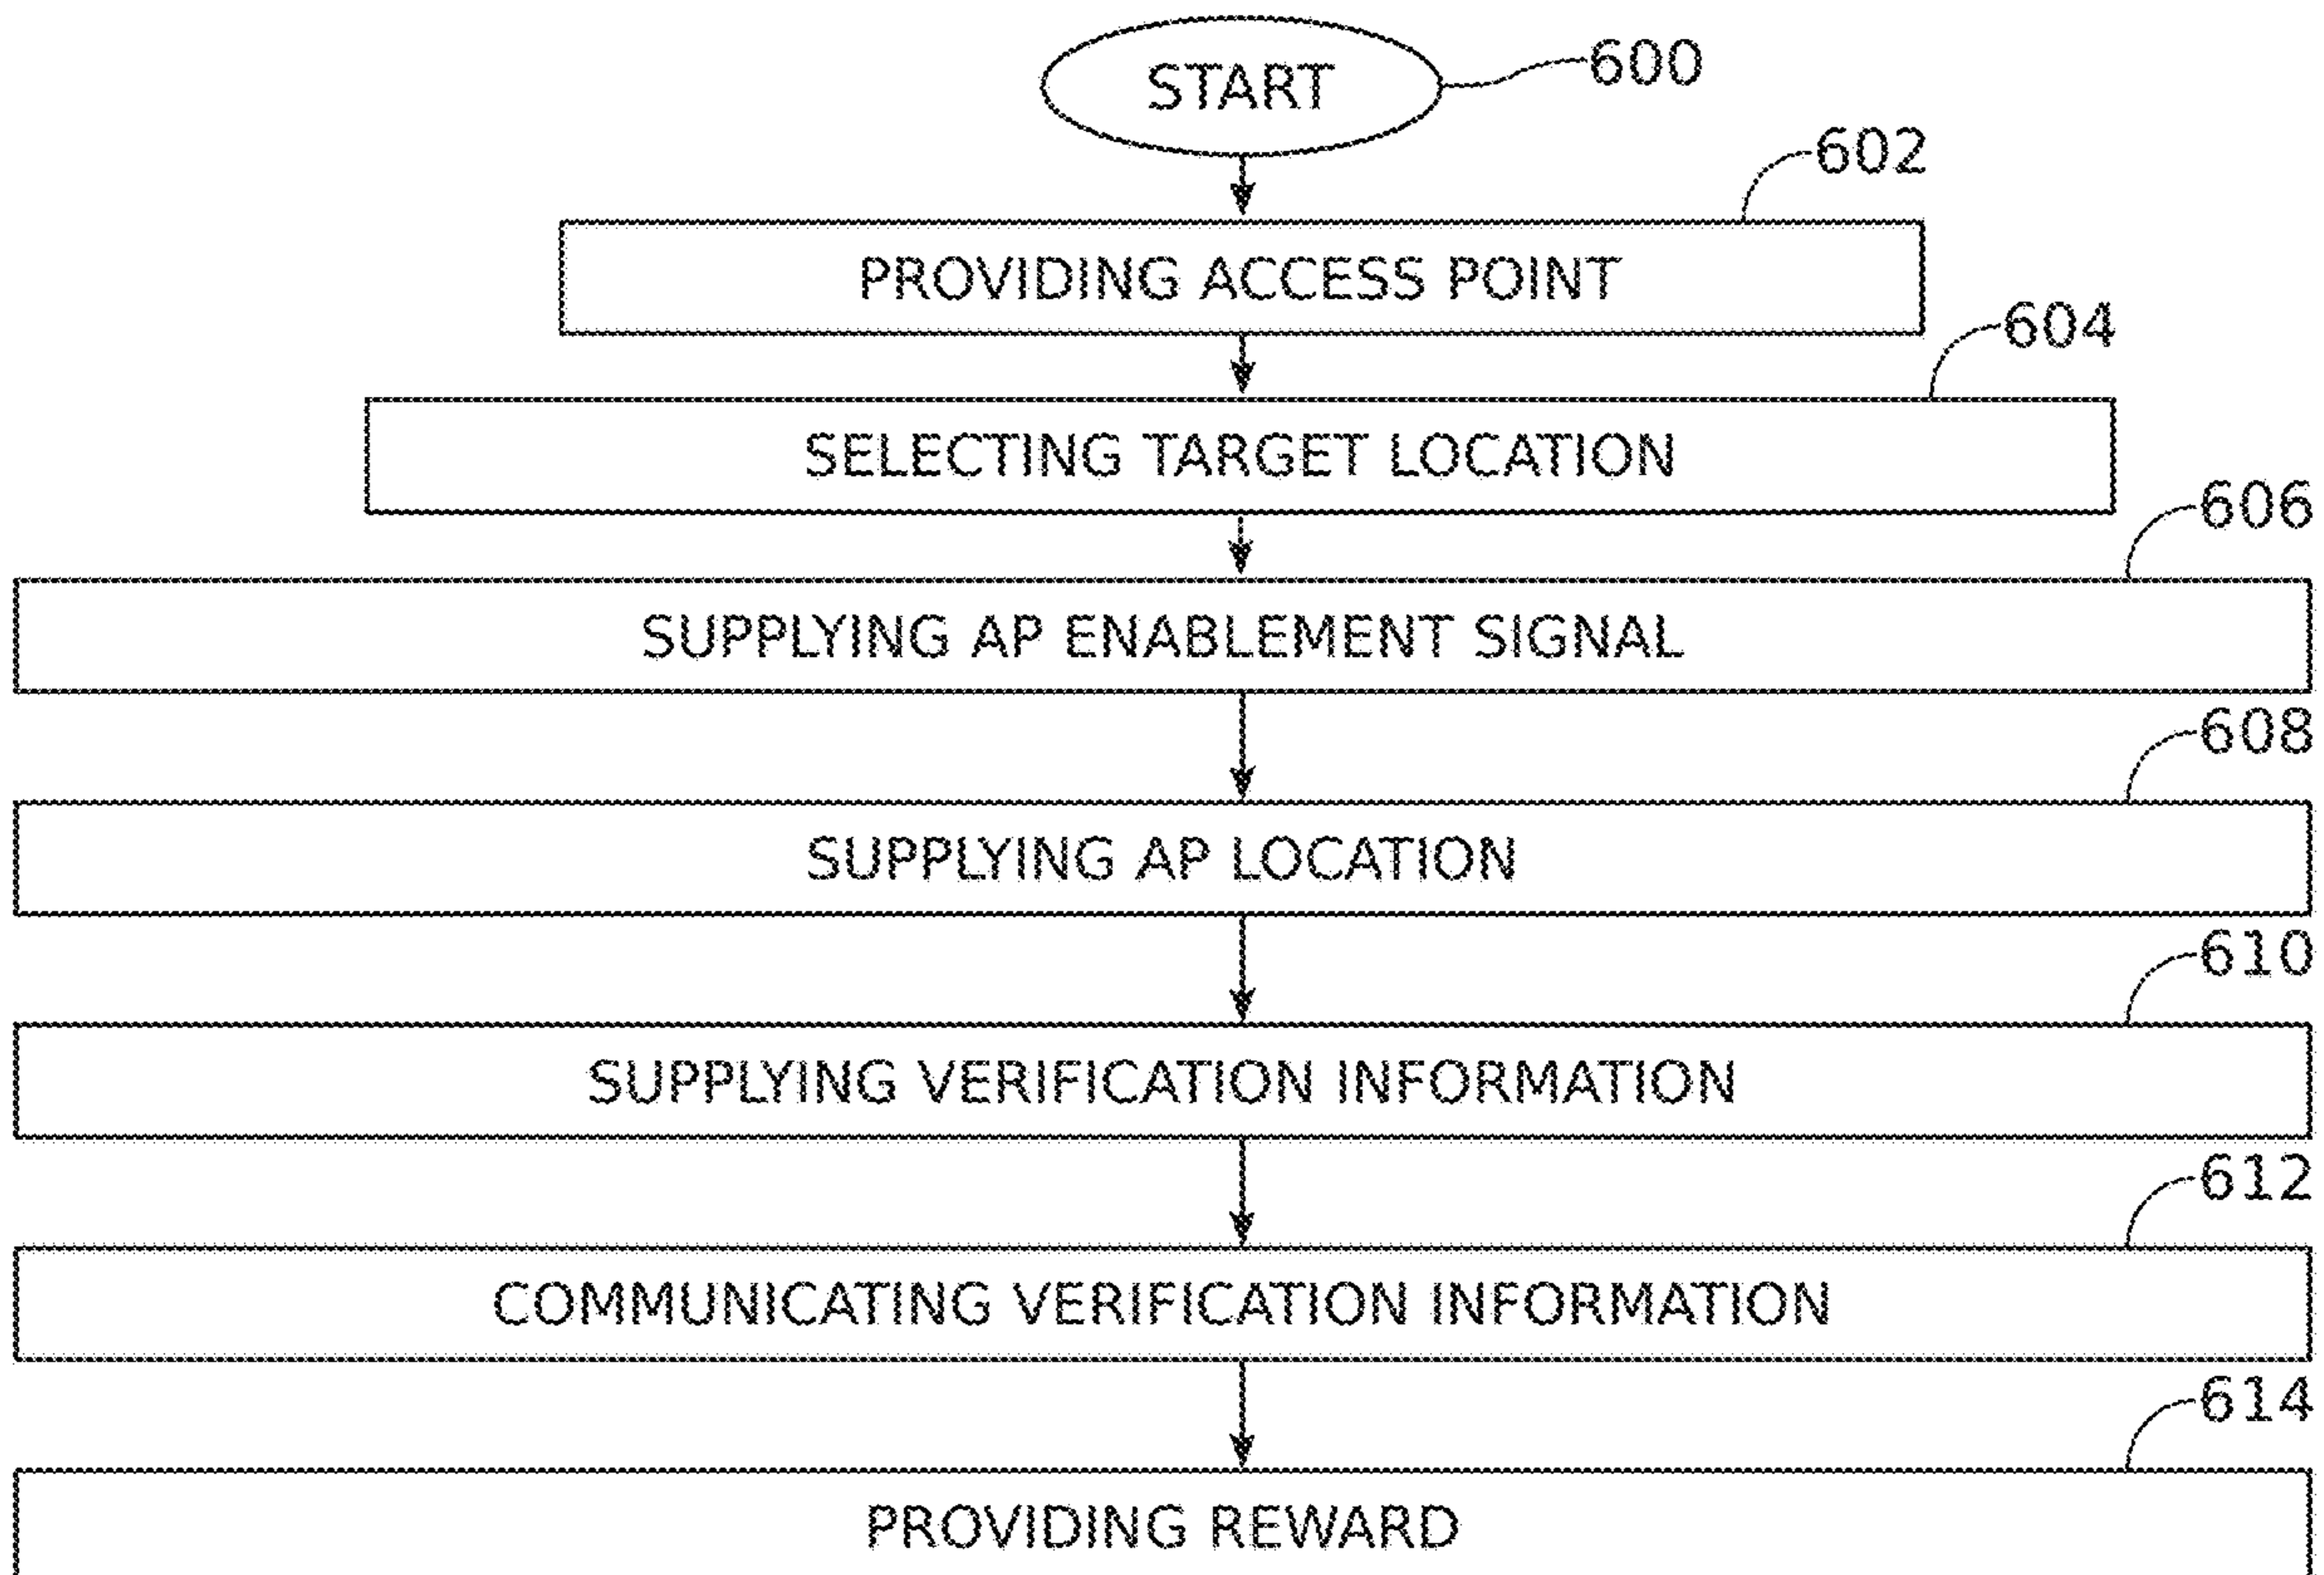 START
600
602
PROVIDING ACCESS POINT
604
SELECTING TARGET LOCATION
606
SUPPLYING AP ENABLEMENT SIGNAL
608
SUPPLYING AP LOCATION
610
SUPPLYING VERIFICATION INFORMATION
612
COMMUNICATING VERIFICATION INFORMATION
614
PROVIDING REWARD